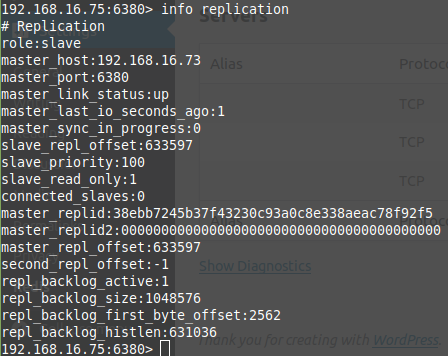 192.168.16.75:6380> info replication
# Replication
role:slave
master_host:192.168.16.73
master_port:6380
master_link_status:up
master_last_io_seconds_ago:1
master_sync_in_progress:0
slave_repl_offset:633597
slave_priority:100
slave_read_only:1
connected_slaves:0
master_replid:38ebb7245b37f43230c93a0c8e338aeac78f92f5
master_replid2:0000000000000000000000000000000000000000
master_repl_offset:633597
second_repl_offset:-1
repl_backlog_active:1
repl_backlog_size:1048576
repl_backlog_first_byte_offset:2562
repl_backlog_histlen:631036
192.168.16.75:6380>
Servers
Alias Protoco
TCP
TCP
TCP
Alias Protoco
Show Diagnostics
Thank you for creating with WordPress